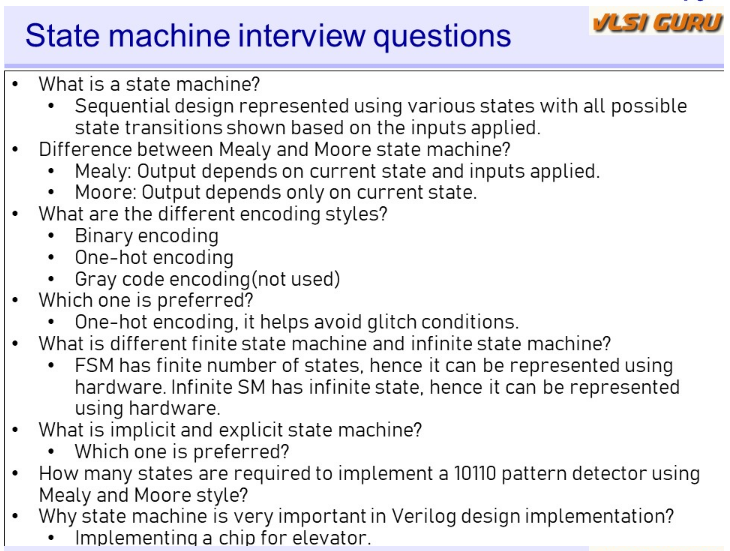 VLSI GURU
State machine interview questions
• What is a state machine?
• Sequential design represented using various states with all possible
state transitions shown based on the inputs applied.
• Difference between Mealy and Moore state machine?
• Mealy: Output depends on current state and inputs applied.
• Moore: Output depends only on current state.
• What are the different encoding styles?
• Binary encoding
• One-hot encoding
• Gray code encoding(not used)
• Which one is preferred?
• One-hot encoding, it helps avoid glitch conditions.
• What is different finite state machine and infinite state machine?
• FSM has finite number of states, hence it can be represented using
hardware. Infinite SM has infinite state, hence it can be represented
using hardware.
• What is implicit and explicit state machine?
• Which one is preferred?
• How many states are required to implement a 10110 pattern detector using
Mealy and Moore style?
• Why state machine is very important in Verilog design implementation?
• Implementing a chip for elevator.